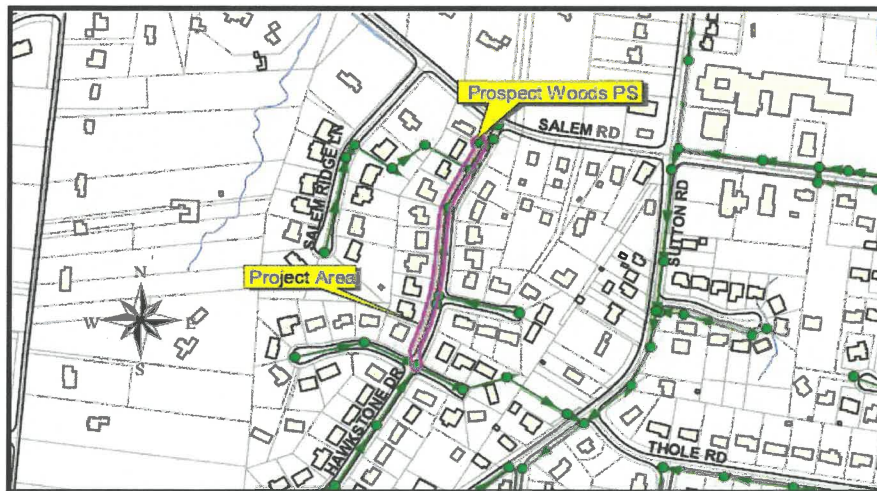 Prospect Woods PS
SALEM RD
SALEM RIDGE LN
SUTTON RD
Project Area
N
W E
S
HAWKSTONE DR
THOLE RD